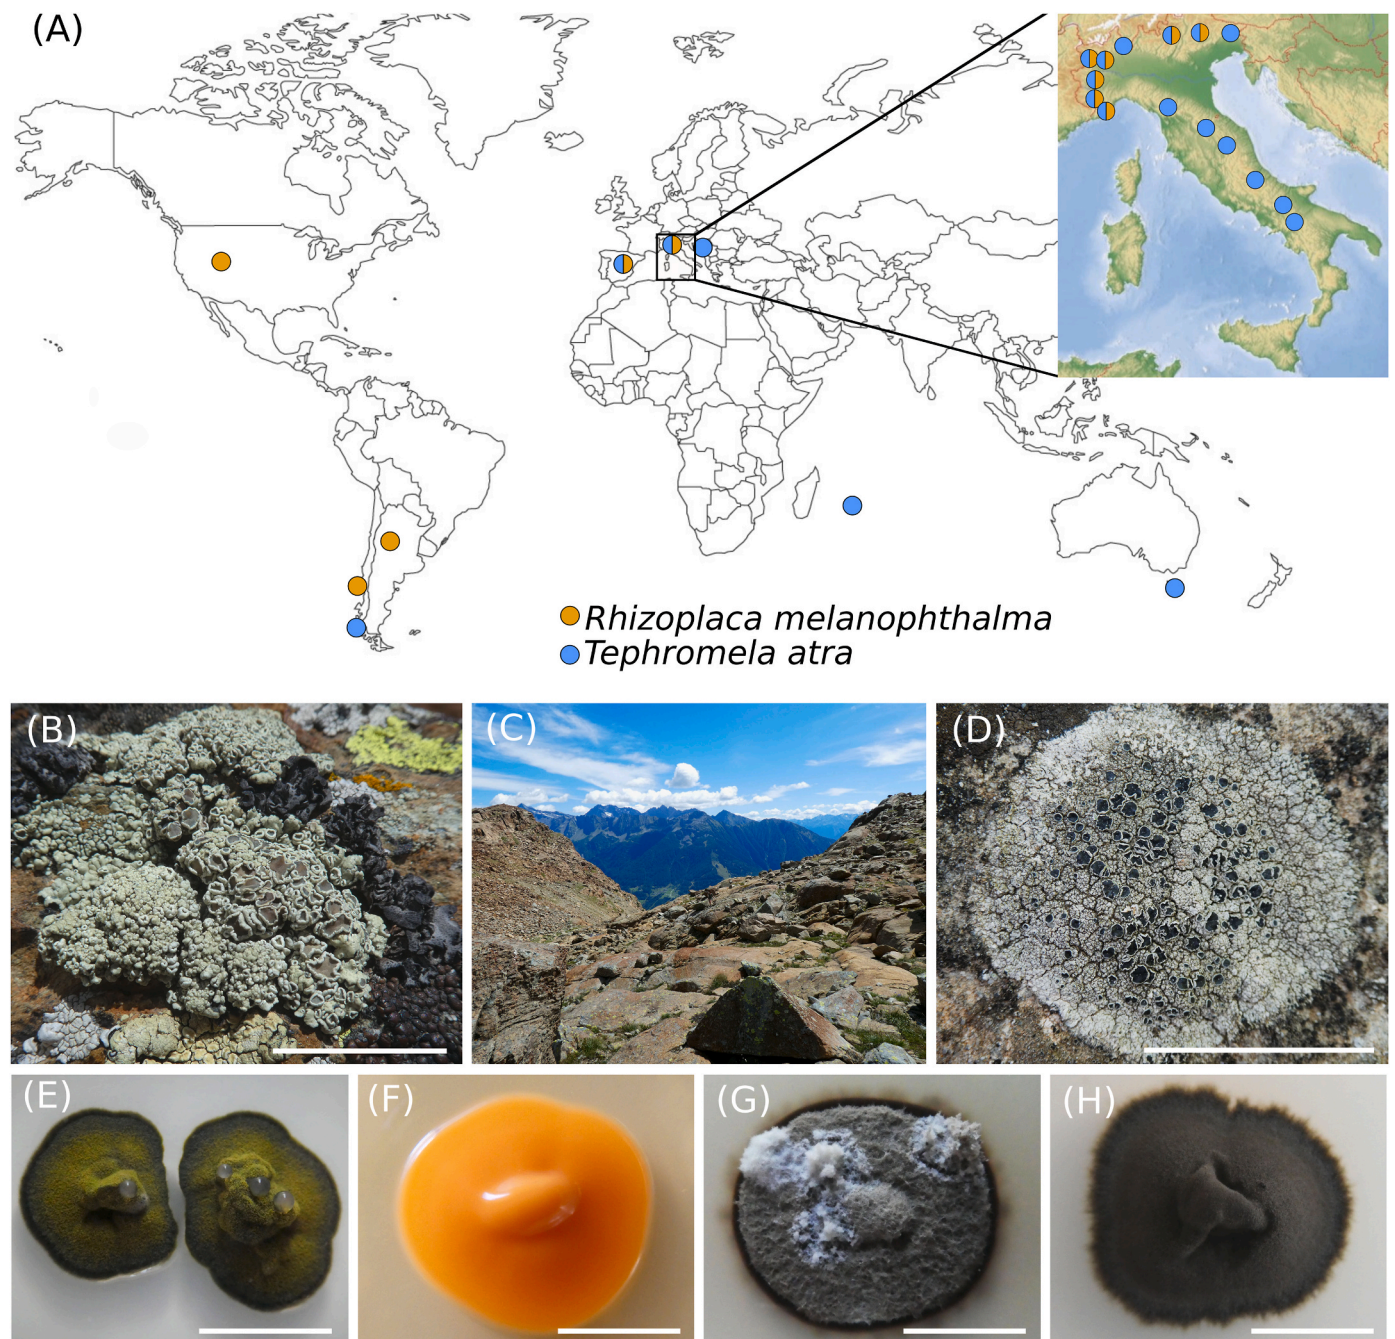 (A)
Rhizoplaca melanophthalma
Tephromela atra
(B)
(C)
(D)
(E)
(F)
(G)
(H)